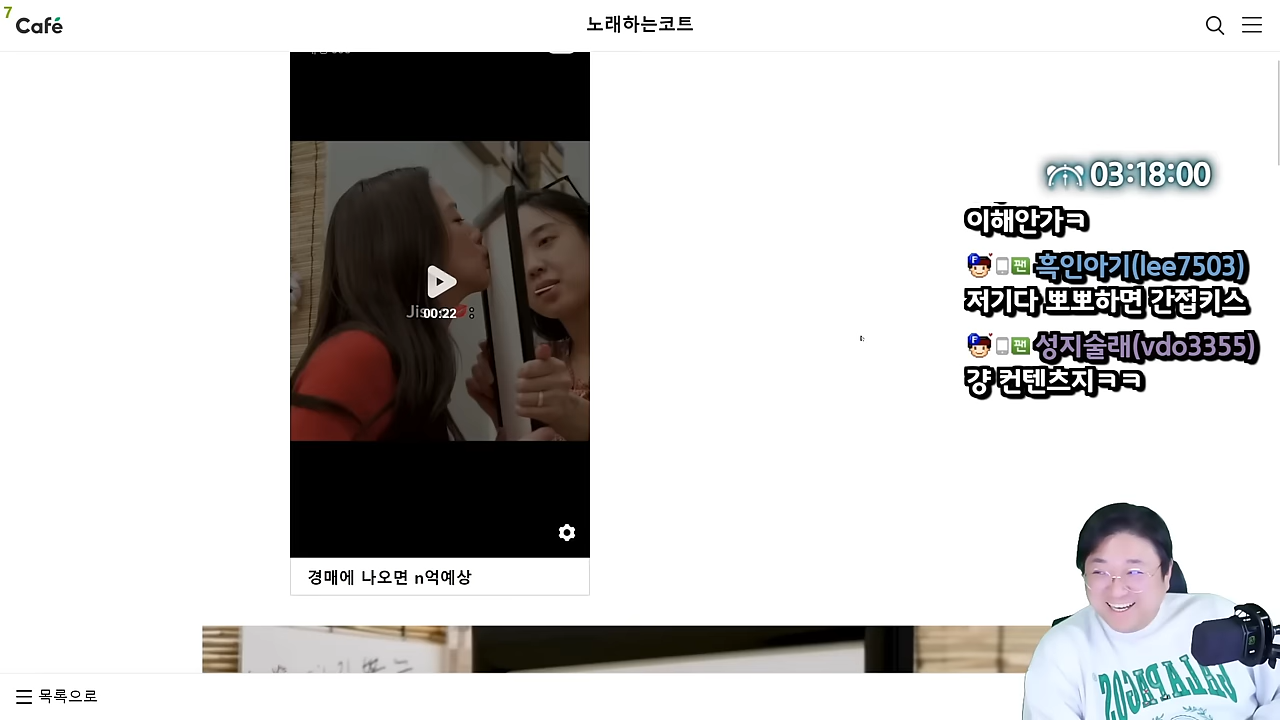 7
Café
노래하는코트
03:18:00
이해안가ㅋ
F 팬 흑인아기(lee7503)
저기다 뽀뽀하면 간접키스
F 팬 성지술래(vdo3355)
걍 컨텐츠지ㅋㅋ
00:22
경매에 나오면 n억예상
GALAPAGOS
목록으로